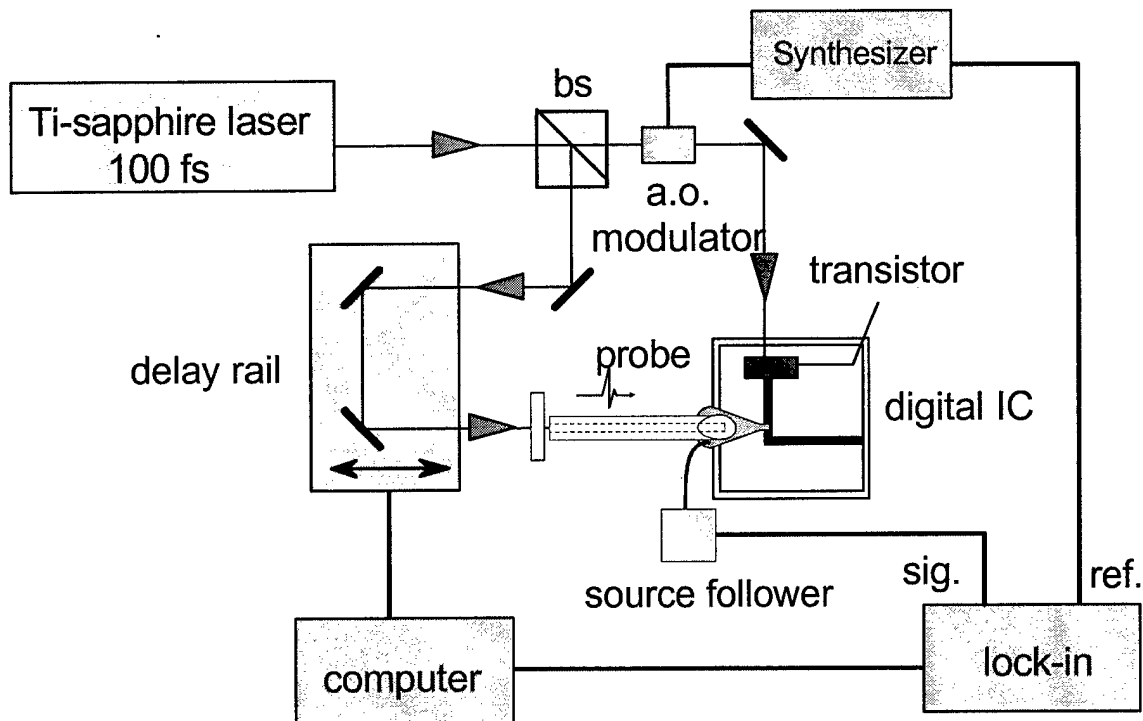 Synthesizer
bs
Ti-sapphire laser
100 fs
a.o.
modulator
transistor
delay rail
probe
digital IC
source follower
sig.
ref.
computer
lock-in